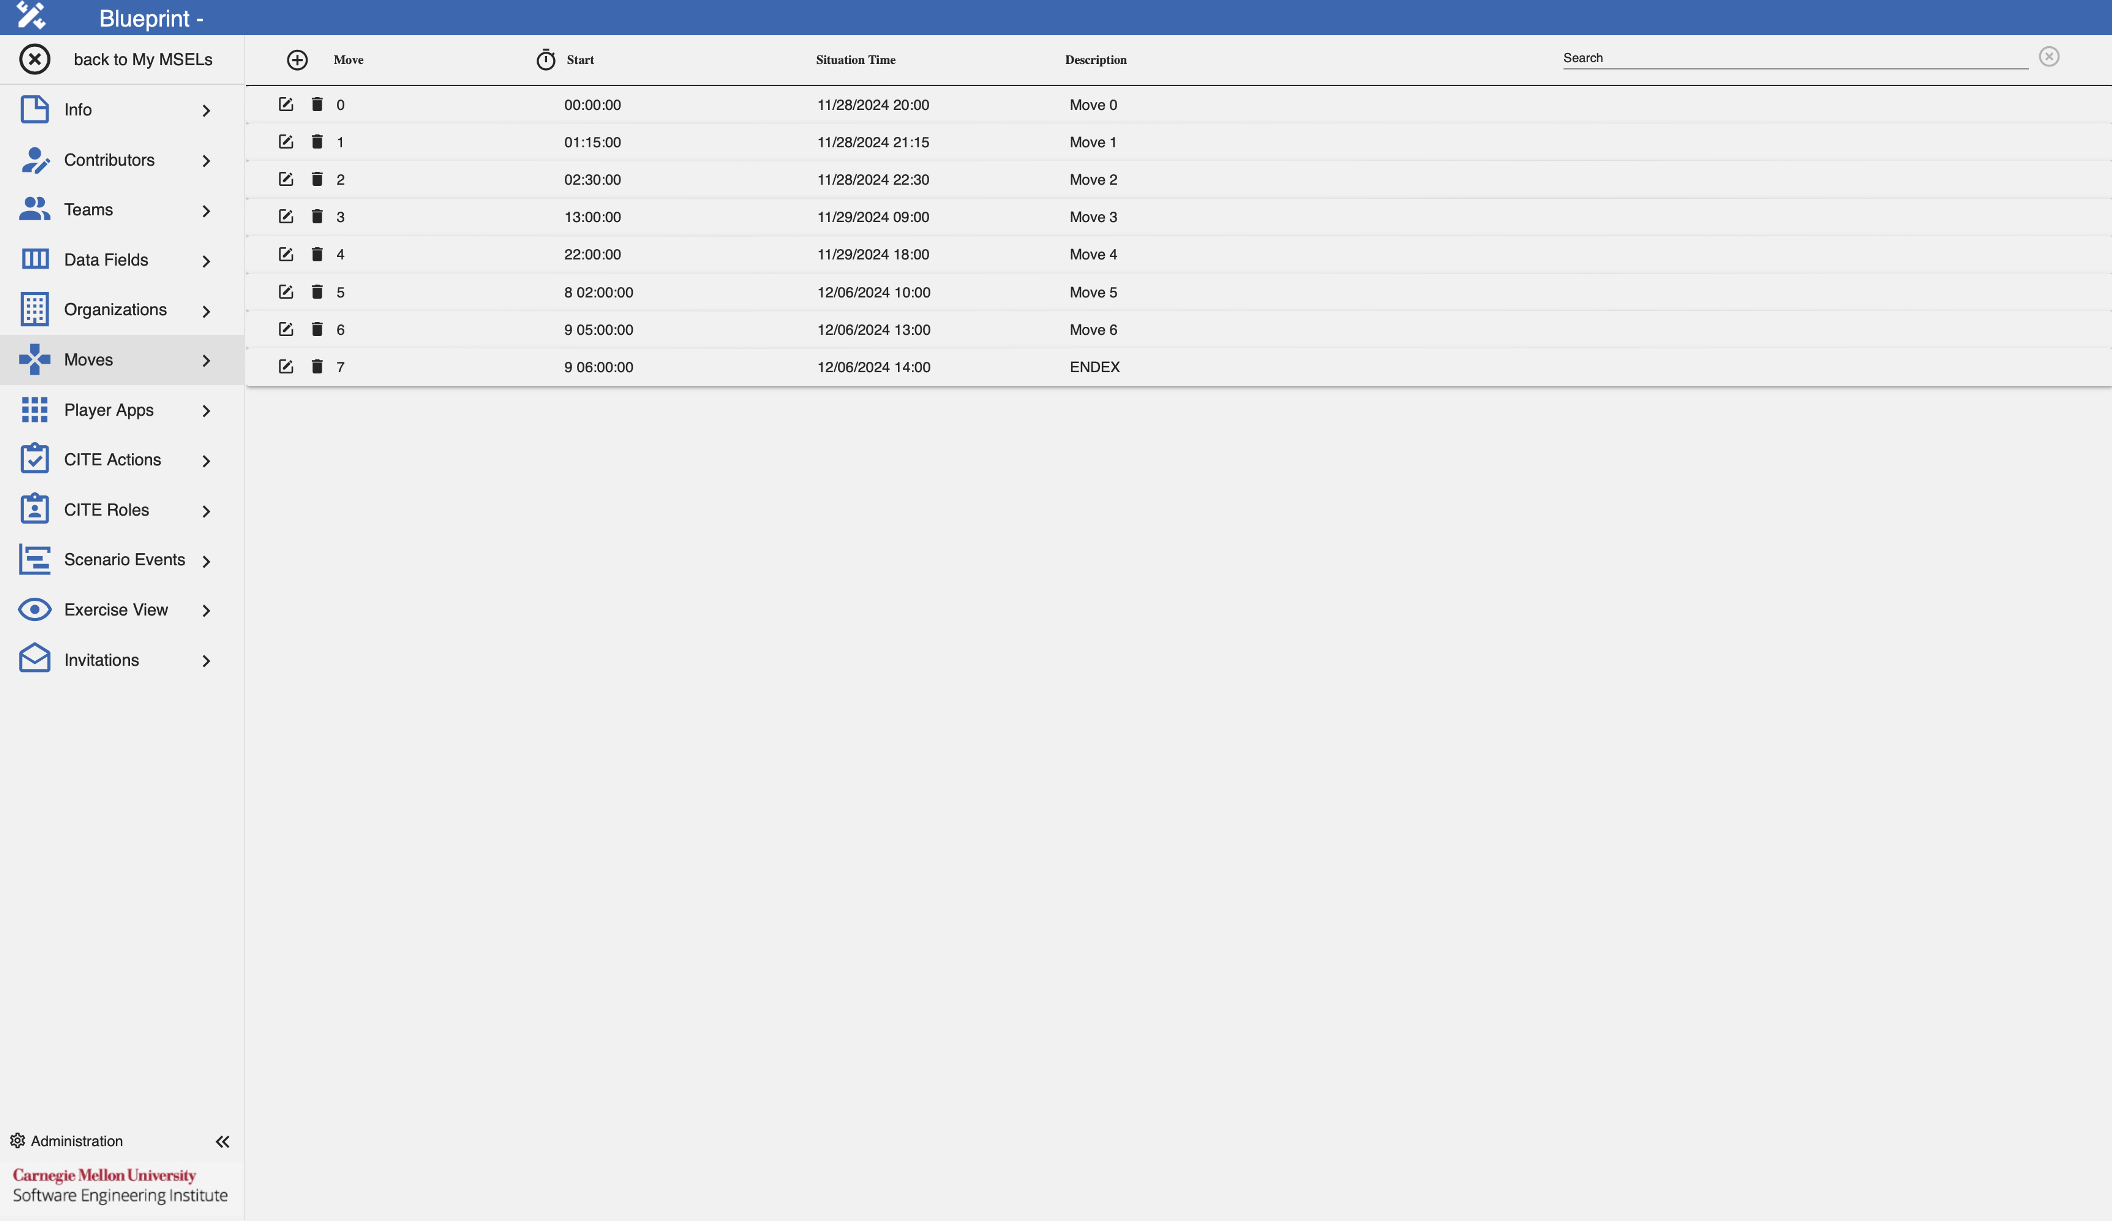 Blueprint -
back to My MSELs
Move Start Situation Time Description Search
Info
Contributors
Teams
Data Fields
Organizations
Moves
Player Apps
CITE Actions
CITE Roles
Scenario Events
Exercise View
Invitations
0 00:00:00 11/28/2024 20:00 Move 0
1 01:15:00 11/28/2024 21:15 Move 1
2 02:30:00 11/28/2024 22:30 Move 2
3 13:00:00 11/29/2024 09:00 Move 3
4 22:00:00 11/29/2024 18:00 Move 4
5 8 02:00:00 12/06/2024 10:00 Move 5
6 9 05:00:00 12/06/2024 13:00 Move 6
7 9 06:00:00 12/06/2024 14:00 ENDEX
Administration
Carnegie Mellon University
Software Engineering Institute